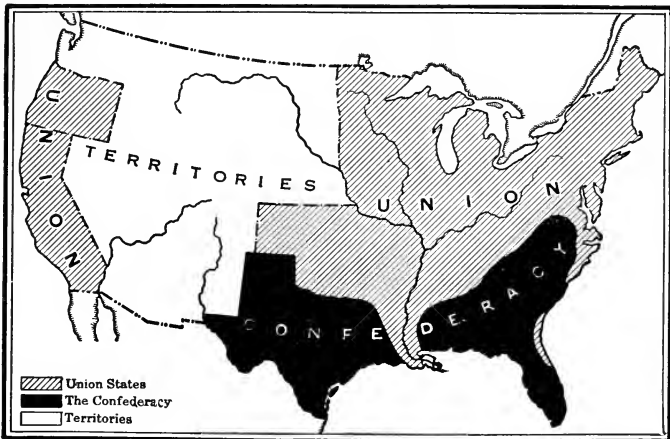 UNION
TERRITORIES
UNION
CONFEDERACY
Union States
The Confederacy
Territories